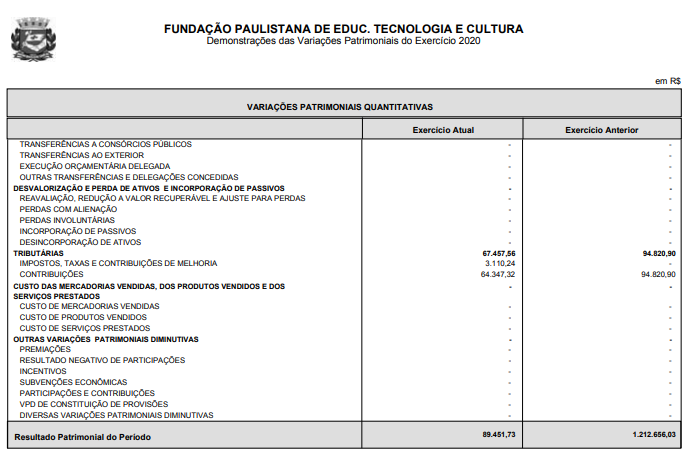 FUNDAÇÃO PAULISTANA DE EDUC. TECNOLOGIA E CULTURA
Demonstrações das Variações Patrimoniais do Exercício 2020
em R$
VARIAÇÕES PATRIMONIAIS QUANTITATIVAS
Exercício Atual Exercício Anterior
TRANSFERÊNCIAS A CONSÓRCIOS PÚBLICOS - -
TRANSFERÊNCIAS AO EXTERIOR - -
EXECUÇÃO ORÇAMENTÁRIA DELEGADA - -
OUTRAS TRANSFERÊNCIAS E DELEGAÇÕES CONCEDIDAS - -
DESVALORIZAÇÃO E PERDA DE ATIVOS E INCORPORAÇÃO DE PASSIVOS - -
REAVALIAÇÃO, REDUÇÃO A VALOR RECUPERÁVEL E AJUSTE PARA PERDAS - -
PERDAS COM ALIENAÇÃO - -
PERDAS INVOLUNTÁRIAS - -
INCORPORAÇÃO DE PASSIVOS - -
DESINCORPORAÇÃO DE ATIVOS - -
TRIBUTÁRIAS 67.457,56 94.820,90
IMPOSTOS, TAXAS E CONTRIBUIÇÕES DE MELHORIA 3.110,24 -
CONTRIBUIÇÕES 64.347,32 94.820,90
CUSTO DAS MERCADORIAS VENDIDAS, DOS PRODUTOS VENDIDOS E DOS - -
SERVIÇOS PRESTADOS
CUSTO DE MERCADORIAS VENDIDAS - -
CUSTO DE PRODUTOS VENDIDOS - -
CUSTO DE SERVIÇOS PRESTADOS - -
OUTRAS VARIAÇÕES PATRIMONIAIS DIMINUTIVAS - -
PREMIAÇÕES - -
RESULTADO NEGATIVO DE PARTICIPAÇÕES - -
INCENTIVOS - -
SUBVENÇÕES ECONÔMICAS - -
PARTICIPAÇÕES E CONTRIBUIÇÕES - -
VPD DE CONSTITUIÇÃO DE PROVISÕES - -
DIVERSAS VARIAÇÕES PATRIMONIAIS DIMINUTIVAS - -
Resultado Patrimonial do Período 89.451,73 1.212.656,03